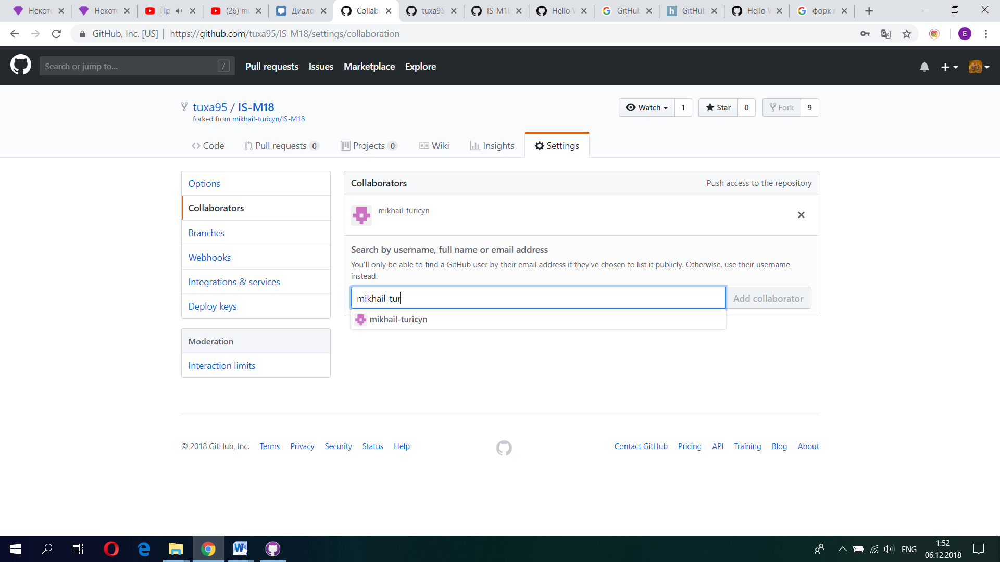 Некото
Некото
Пр
(26) mu
Диало
Collab
tuxa95
IS-M18
Hello W
GitHub
h GitHub
Hello W
форк г
GitHub, Inc. [US] | https://github.com/tuxa95/IS-M18/settings/collaboration
E
Search or jump to... /
Pull requests Issues Marketplace Explore
tuxa95 / IS-M18
forked from mikhail-turicyn/IS-M18
Watch 1 Star 0 Fork 9
Code Pull requests 0 Projects 0 Wiki Insights Settings
Options
Collaborators
Branches
Webhooks
Integrations & services
Deploy keys
Moderation
Interaction limits
Collaborators Push access to the repository
mikhail-turicyn
Search by username, full name or email address
You’ll only be able to find a GitHub user by their email address if they’ve chosen to list it publicly. Otherwise, use their username
instead.
mikhail-tur Add collaborator
mikhail-turicyn
© 2018 GitHub, Inc. Terms Privacy Security Status Help
Contact GitHub Pricing API Training Blog About
ENG
1:52
06.12.2018